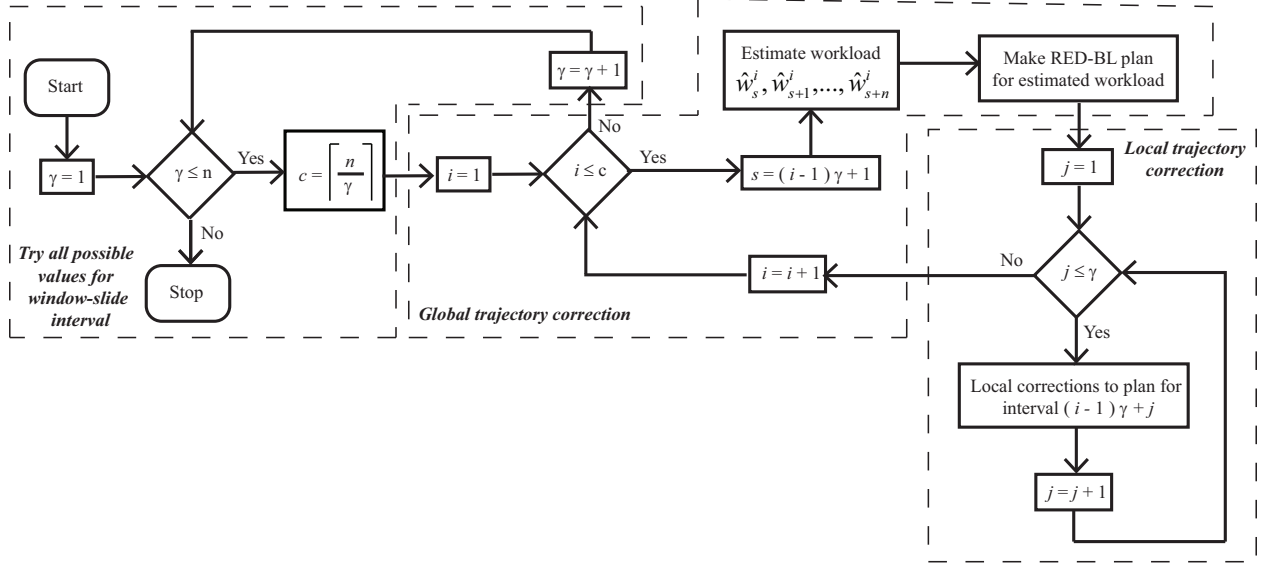 Start
γ = 1
γ ≤ n
Yes
No
Stop
Try all possible
values for
window-slide
interval
c = ⌈n/γ⌉
γ = γ + 1
i = 1
i ≤ c
No
Yes
s = ( i - 1 ) γ + 1
i = i + 1
Global trajectory correction
Estimate workload
ŵ_s^i, ŵ_{s+1}^i,..., ŵ_{s+n}^i
Make RED-BL plan
for estimated workload
j = 1
Local trajectory
correction
j ≤ γ
No
Yes
Local corrections to plan for
interval ( i - 1 ) γ + j
j = j + 1